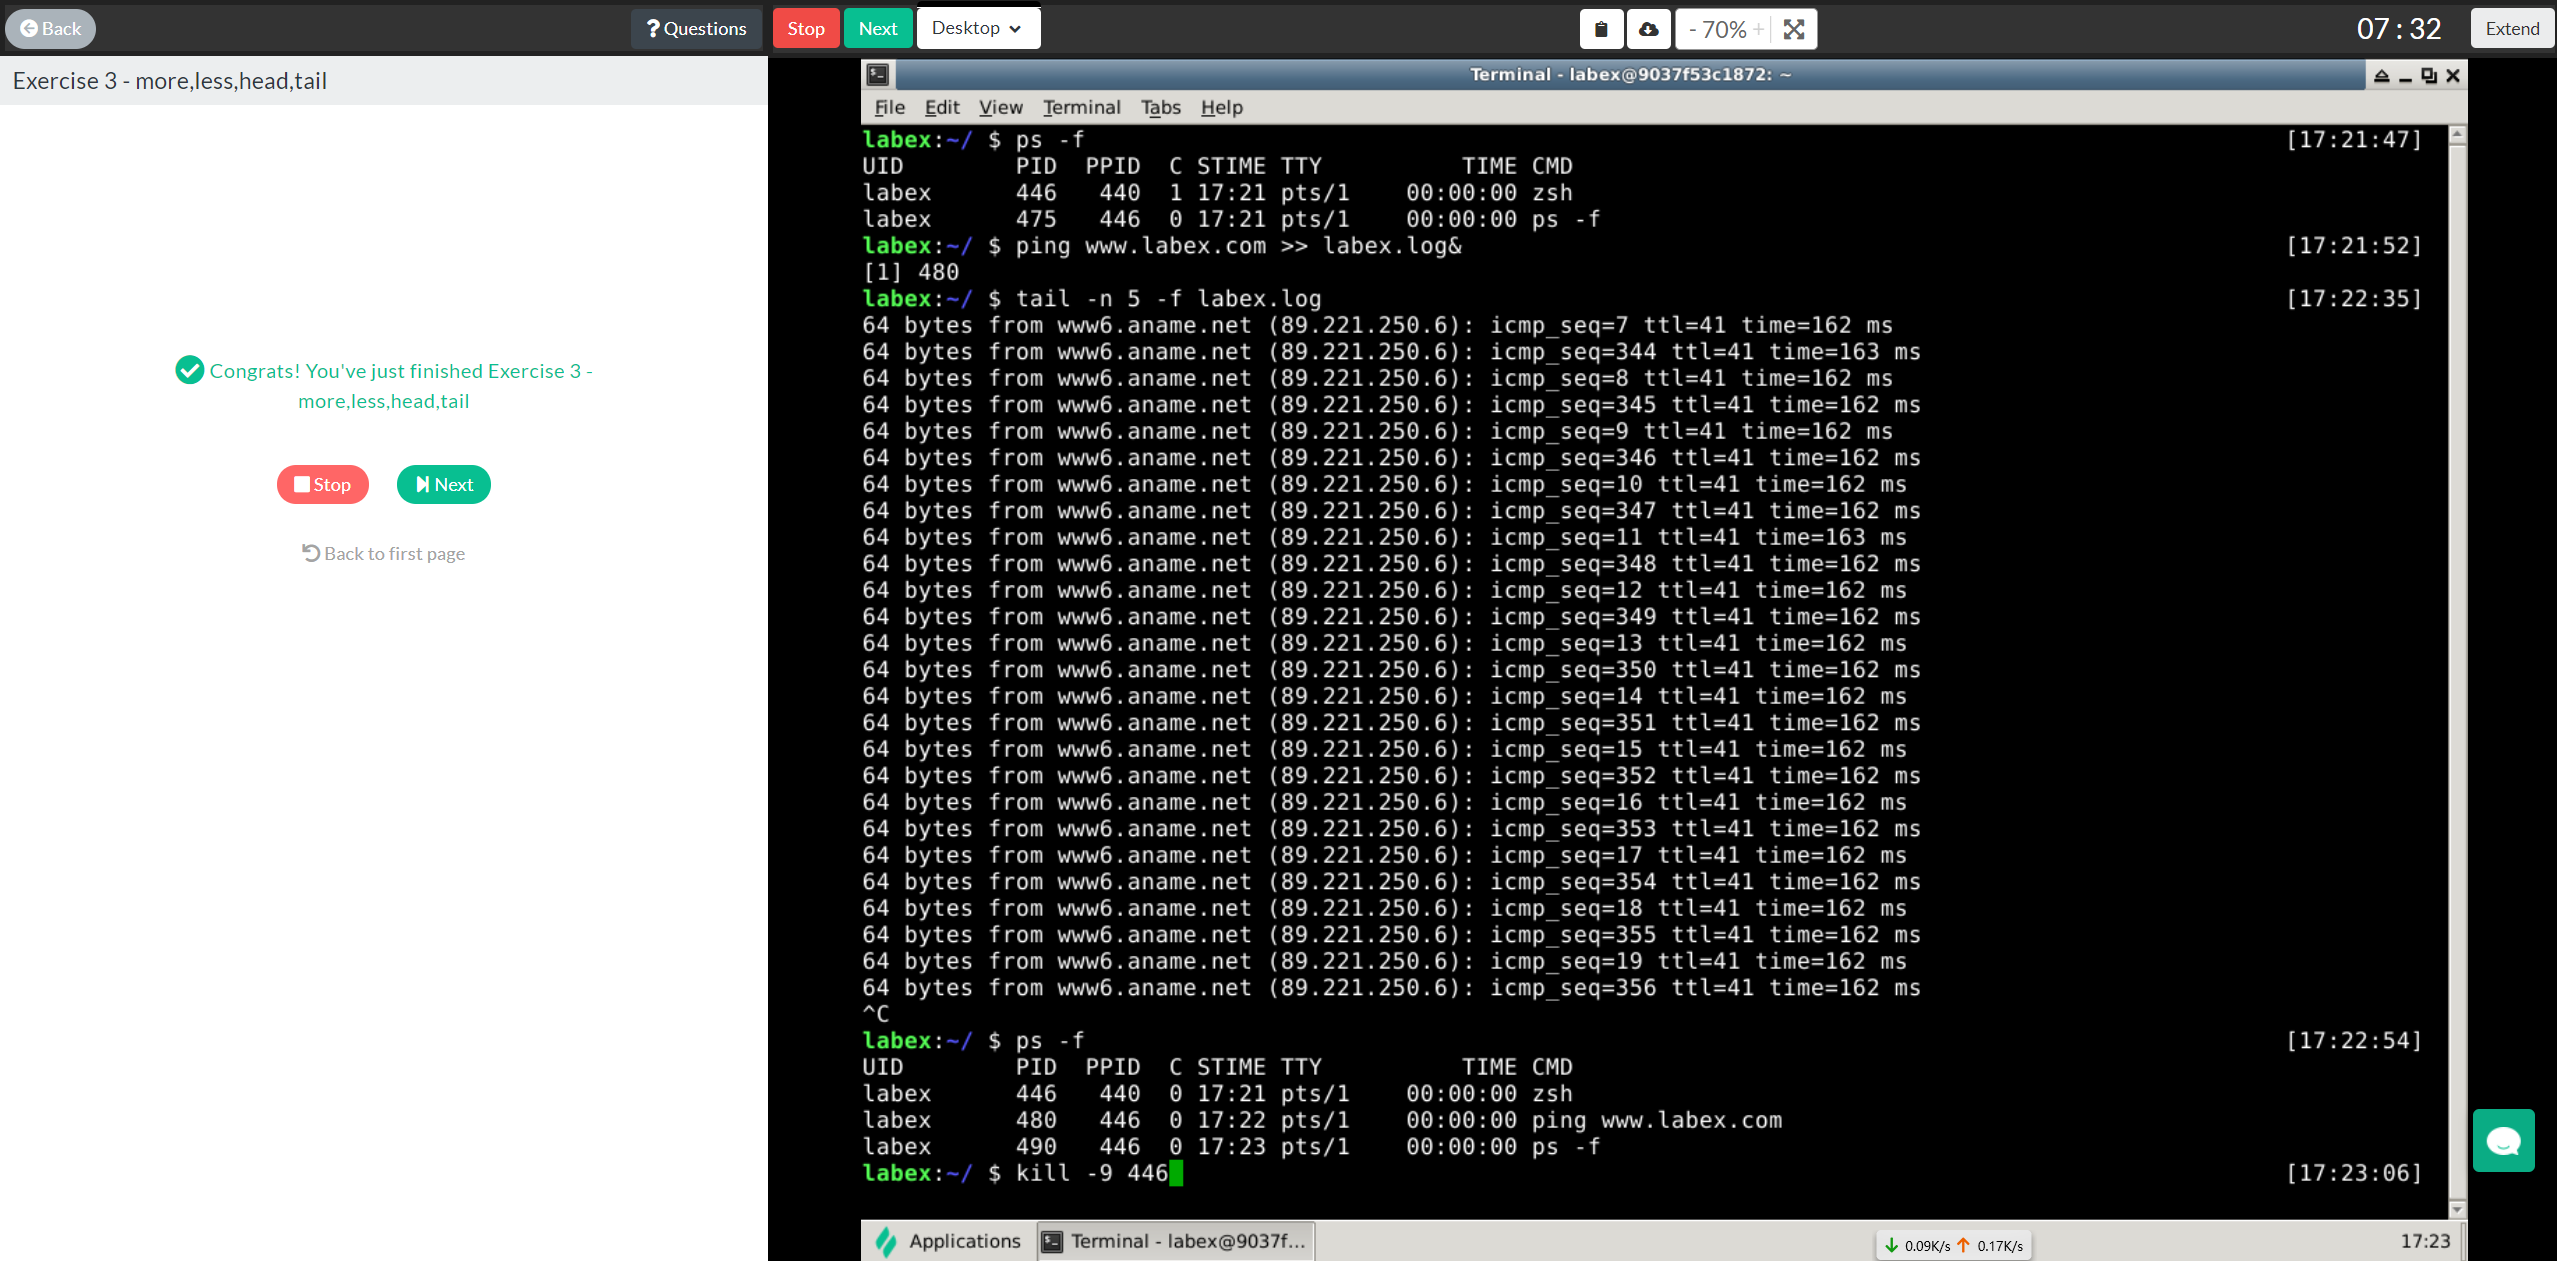 Back
Questions
Stop
Next
Desktop
- 70% +
07 : 32
Extend
Exercise 3 - more,less,head,tail
Congrats! You've just finished Exercise 3 -
more,less,head,tail
Stop
Next
Back to first page
Terminal - labex@9037f53c1872: ~
File Edit View Terminal Tabs Help
labex:~/ $ ps -f [17:21:47]
UID PID PPID C STIME TTY TIME CMD
labex 446 440 1 17:21 pts/1 00:00:00 zsh
labex 475 446 0 17:21 pts/1 00:00:00 ps -f
labex:~/ $ ping www.labex.com >> labex.log& [17:21:52]
[1] 480
labex:~/ $ tail -n 5 -f labex.log [17:22:35]
64 bytes from www6.aname.net (89.221.250.6): icmp_seq=7 ttl=41 time=162 ms
64 bytes from www6.aname.net (89.221.250.6): icmp_seq=344 ttl=41 time=163 ms
64 bytes from www6.aname.net (89.221.250.6): icmp_seq=8 ttl=41 time=162 ms
64 bytes from www6.aname.net (89.221.250.6): icmp_seq=345 ttl=41 time=162 ms
64 bytes from www6.aname.net (89.221.250.6): icmp_seq=9 ttl=41 time=162 ms
64 bytes from www6.aname.net (89.221.250.6): icmp_seq=346 ttl=41 time=162 ms
64 bytes from www6.aname.net (89.221.250.6): icmp_seq=10 ttl=41 time=162 ms
64 bytes from www6.aname.net (89.221.250.6): icmp_seq=347 ttl=41 time=162 ms
64 bytes from www6.aname.net (89.221.250.6): icmp_seq=11 ttl=41 time=163 ms
64 bytes from www6.aname.net (89.221.250.6): icmp_seq=348 ttl=41 time=162 ms
64 bytes from www6.aname.net (89.221.250.6): icmp_seq=12 ttl=41 time=162 ms
64 bytes from www6.aname.net (89.221.250.6): icmp_seq=349 ttl=41 time=162 ms
64 bytes from www6.aname.net (89.221.250.6): icmp_seq=13 ttl=41 time=162 ms
64 bytes from www6.aname.net (89.221.250.6): icmp_seq=350 ttl=41 time=162 ms
64 bytes from www6.aname.net (89.221.250.6): icmp_seq=14 ttl=41 time=162 ms
64 bytes from www6.aname.net (89.221.250.6): icmp_seq=351 ttl=41 time=162 ms
64 bytes from www6.aname.net (89.221.250.6): icmp_seq=15 ttl=41 time=162 ms
64 bytes from www6.aname.net (89.221.250.6): icmp_seq=352 ttl=41 time=162 ms
64 bytes from www6.aname.net (89.221.250.6): icmp_seq=16 ttl=41 time=162 ms
64 bytes from www6.aname.net (89.221.250.6): icmp_seq=353 ttl=41 time=162 ms
64 bytes from www6.aname.net (89.221.250.6): icmp_seq=17 ttl=41 time=162 ms
64 bytes from www6.aname.net (89.221.250.6): icmp_seq=354 ttl=41 time=162 ms
64 bytes from www6.aname.net (89.221.250.6): icmp_seq=18 ttl=41 time=162 ms
64 bytes from www6.aname.net (89.221.250.6): icmp_seq=355 ttl=41 time=162 ms
64 bytes from www6.aname.net (89.221.250.6): icmp_seq=19 ttl=41 time=162 ms
64 bytes from www6.aname.net (89.221.250.6): icmp_seq=356 ttl=41 time=162 ms
^C
labex:~/ $ ps -f [17:22:54]
UID PID PPID C STIME TTY TIME CMD
labex 446 440 0 17:21 pts/1 00:00:00 zsh
labex 480 446 0 17:22 pts/1 00:00:00 ping www.labex.com
labex 490 446 0 17:23 pts/1 00:00:00 ps -f
labex:~/ $ kill -9 446 [17:23:06]
Applications
Terminal - labex@9037f...
0.09K/s 0.17K/s
17:23